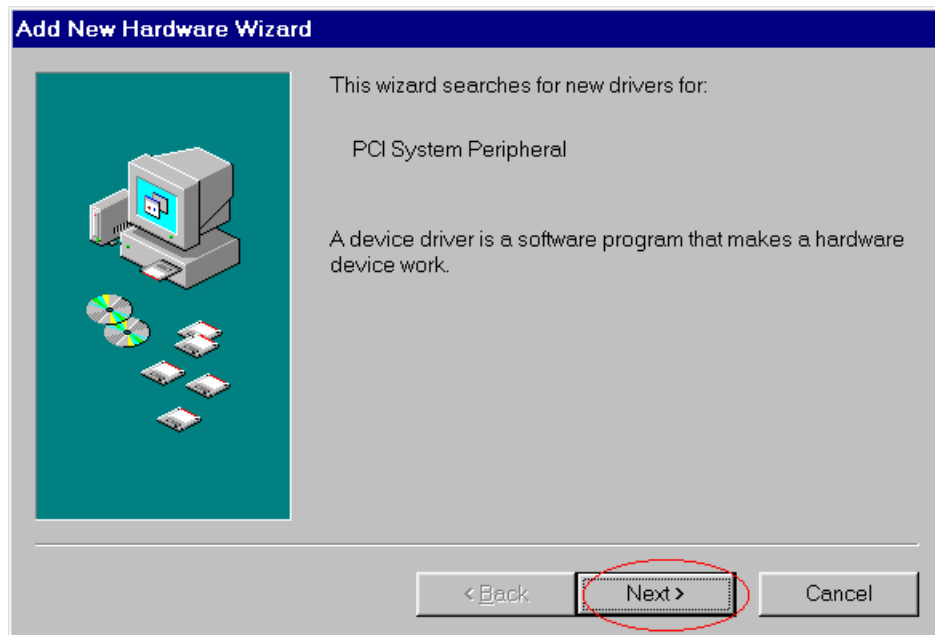 Add New Hardware Wizard
This wizard searches for new drivers for:
PCI System Peripheral
A device driver is a software program that makes a hardware
device work.
< Back
Next >
Cancel